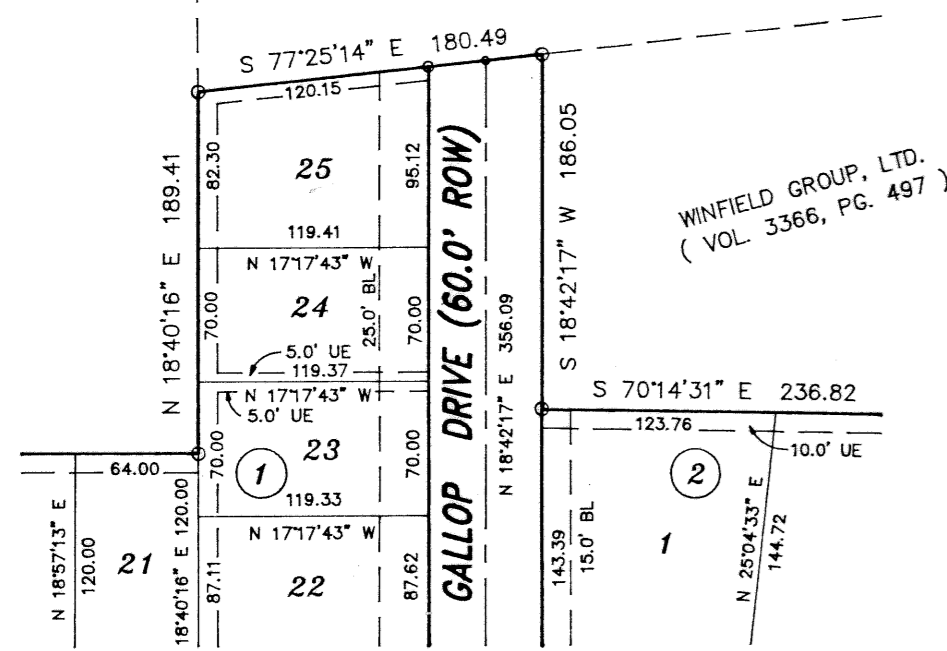 S 77°25'14" E 180.49
120.15
N 18°40'16" E 189.41
82.30
25
95.12
119.41
N 17°17'43" W
70.00
24
25.0' BL
70.00
5.0' UE
119.37
N 17°17'43" W
5.0' UE
70.00
1
23
70.00
119.33
N 17°17'43" W
87.11
22
87.62
64.00
N 18°57'13" E
120.00
21
18°40'16" E 120.00
GALLOP DRIVE (60.0' ROW)
N 18°42'17" E 356.09
S 18°42'17" W 186.05
WINFIELD GROUP, LTD.
( VOL. 3366, PG. 497 )
S 70°14'31" E 236.82
123.76
10.0' UE
2
143.39
15.0' BL
1
N 25°04'33" E
144.72